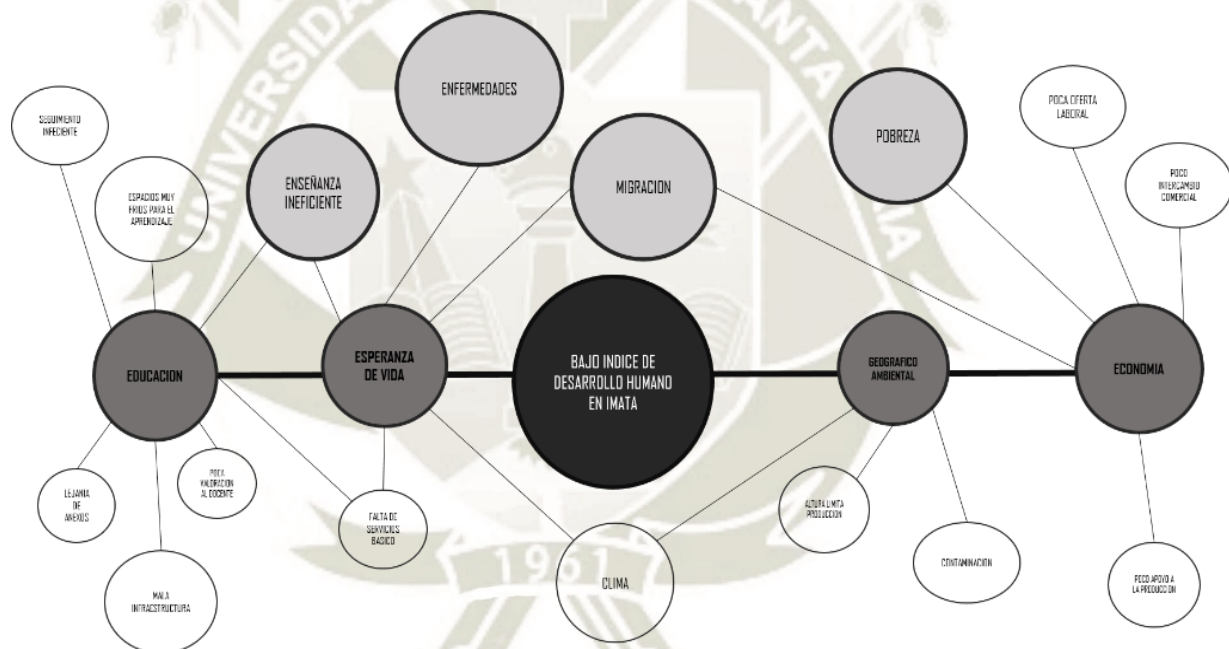 ENFERMEDADES
SEGUIMIENTO
INFECIENTE
ESPACIOS MUY
FRIOS PARA EL
APRENDIZAJE
ENSEÑANZA
INEFICIENTE
MIGRACION
POBREZA
POCA OFERTA
LABORAL
POCO
INTERCAMBIO
COMERCIAL
EDUCACION
ESPERANZA
DE VIDA
BAJO INDICE DE
DESARROLLO HUMANO
EN IMATA
GEOGRAFICO
AMBIENTAL
ECONOMIA
LEJANIA
DE
ANEXOS
POCA
VALORACION
AL DOCENTE
MALA
INFRAESTRUCTURA
FALTA DE
SERVICIOS
BASICO
CLIMA
ALTURA LIMITA
PRODUCCION
CONTAMINACION
POCO APOYO A
LA PRODUCCION
1961